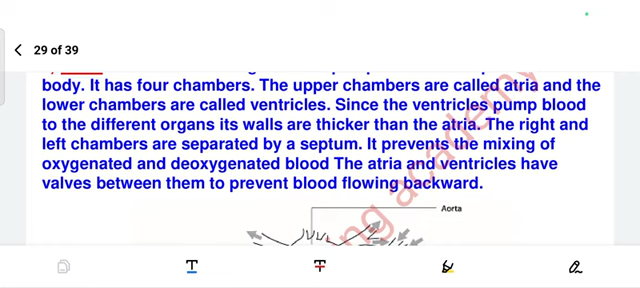 29 of 39
body. It has four chambers. The upper chambers are called atria and the
lower chambers are called ventricles. Since the ventricles pump blood
to the different organs its walls are thicker than the atria. The right and
left chambers are separated by a septum. It prevents the mixing of
oxygenated and deoxygenated blood The atria and ventricles have
valves between them to prevent blood flowing backward.
Aorta
ng academy